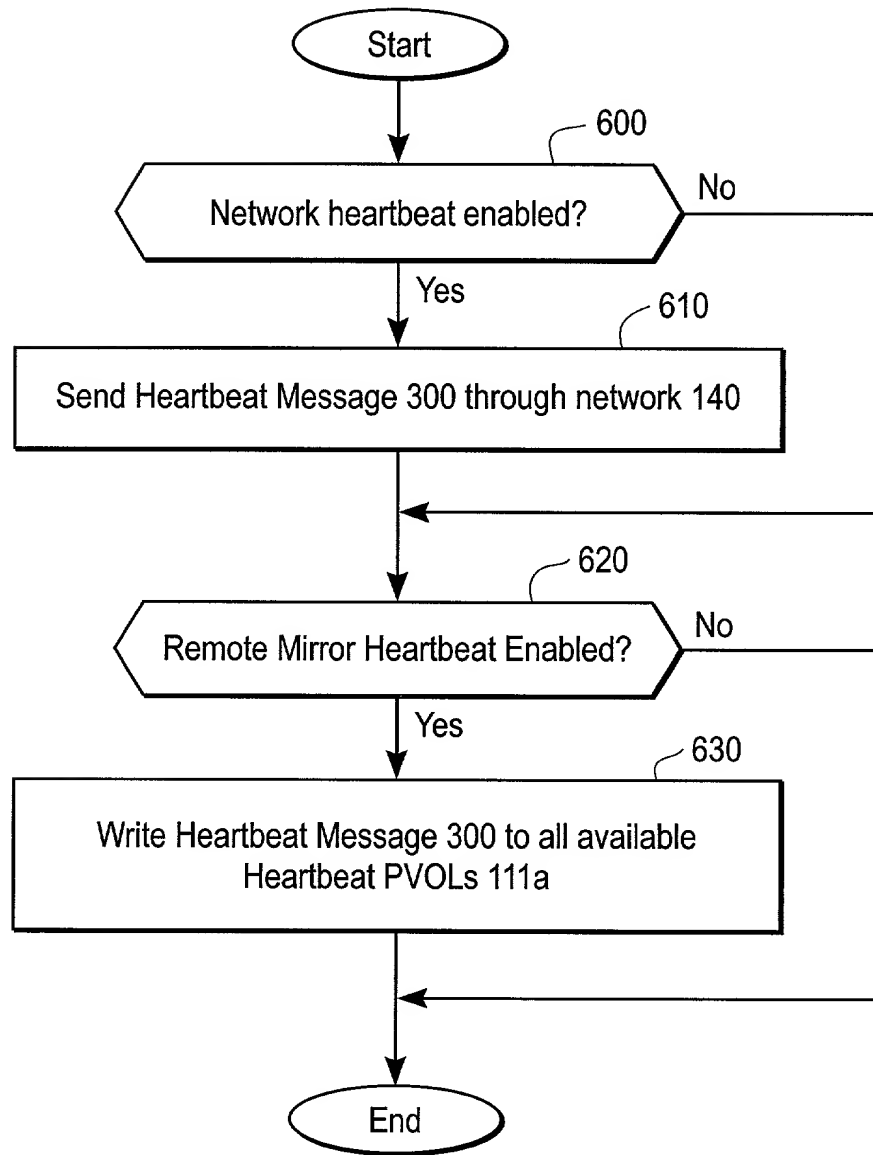 Start
600
Network heartbeat enabled?
No
Yes
610
Send Heartbeat Message 300 through network 140
620
Remote Mirror Heartbeat Enabled?
No
Yes
630
Write Heartbeat Message 300 to all available
Heartbeat PVOLs 111a
End